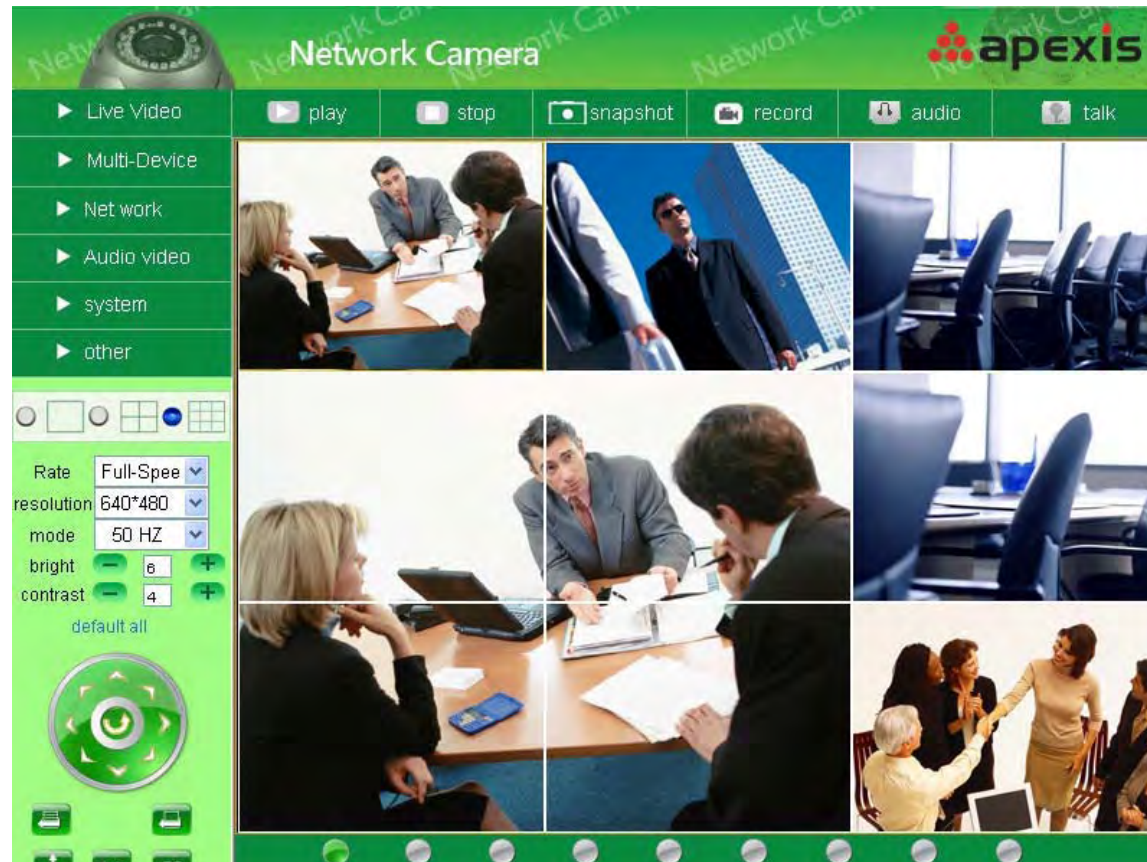 Network Camera
apexis
Live Video
play
stop
snapshot
record
audio
talk
Multi-Device
Net work
Audio video
system
other
Rate Full-Spee
resolution 640*480
mode 50 HZ
bright 6
contrast 4
default all